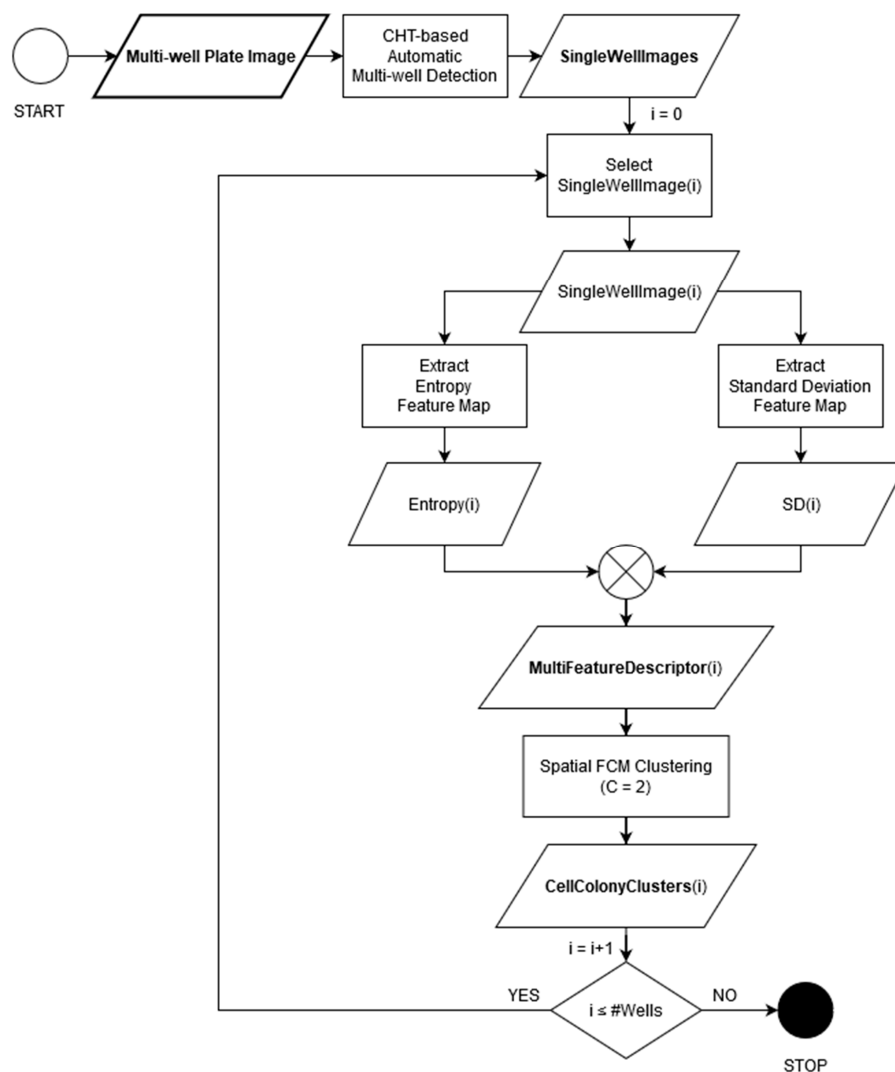 START
Multi-well Plate Image
CHT-based
Automatic
Multi-well Detection
SingleWellImages
i = 0
Select
SingleWellImage(i)
SingleWellImage(i)
Extract
Entropy
Feature Map
Extract
Standard Deviation
Feature Map
Entropy(i)
SD(i)
MultiFeatureDescriptor(i)
Spatial FCM Clustering
(C = 2)
CellColonyClusters(i)
i = i+1
YES
i ≤ #Wells
NO
STOP